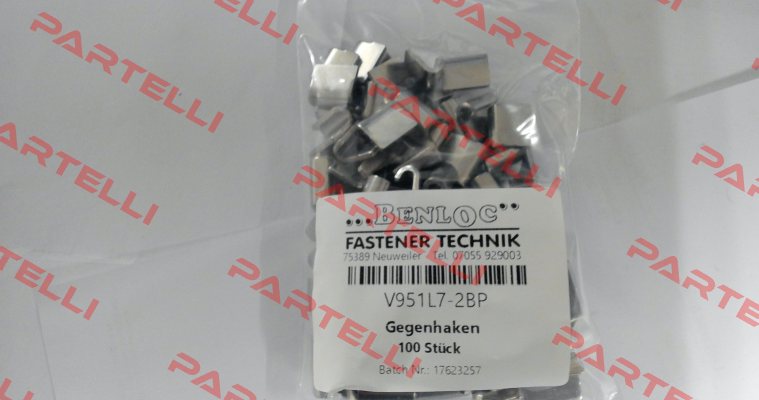 ...BENLOC••
FASTENER TECHNIK
75389 Neuweiler · Tel. 07055 929003
V951L7-2BP
Gegenhaken
100 Stück
Batch Nr.: 17623257
PARTELLI
PARTELLI
PARTELLI
PARTELLI
PARTELLI
PARTELLI
PARTELLI
PARTELLI
PARTELLI
PARTELLI